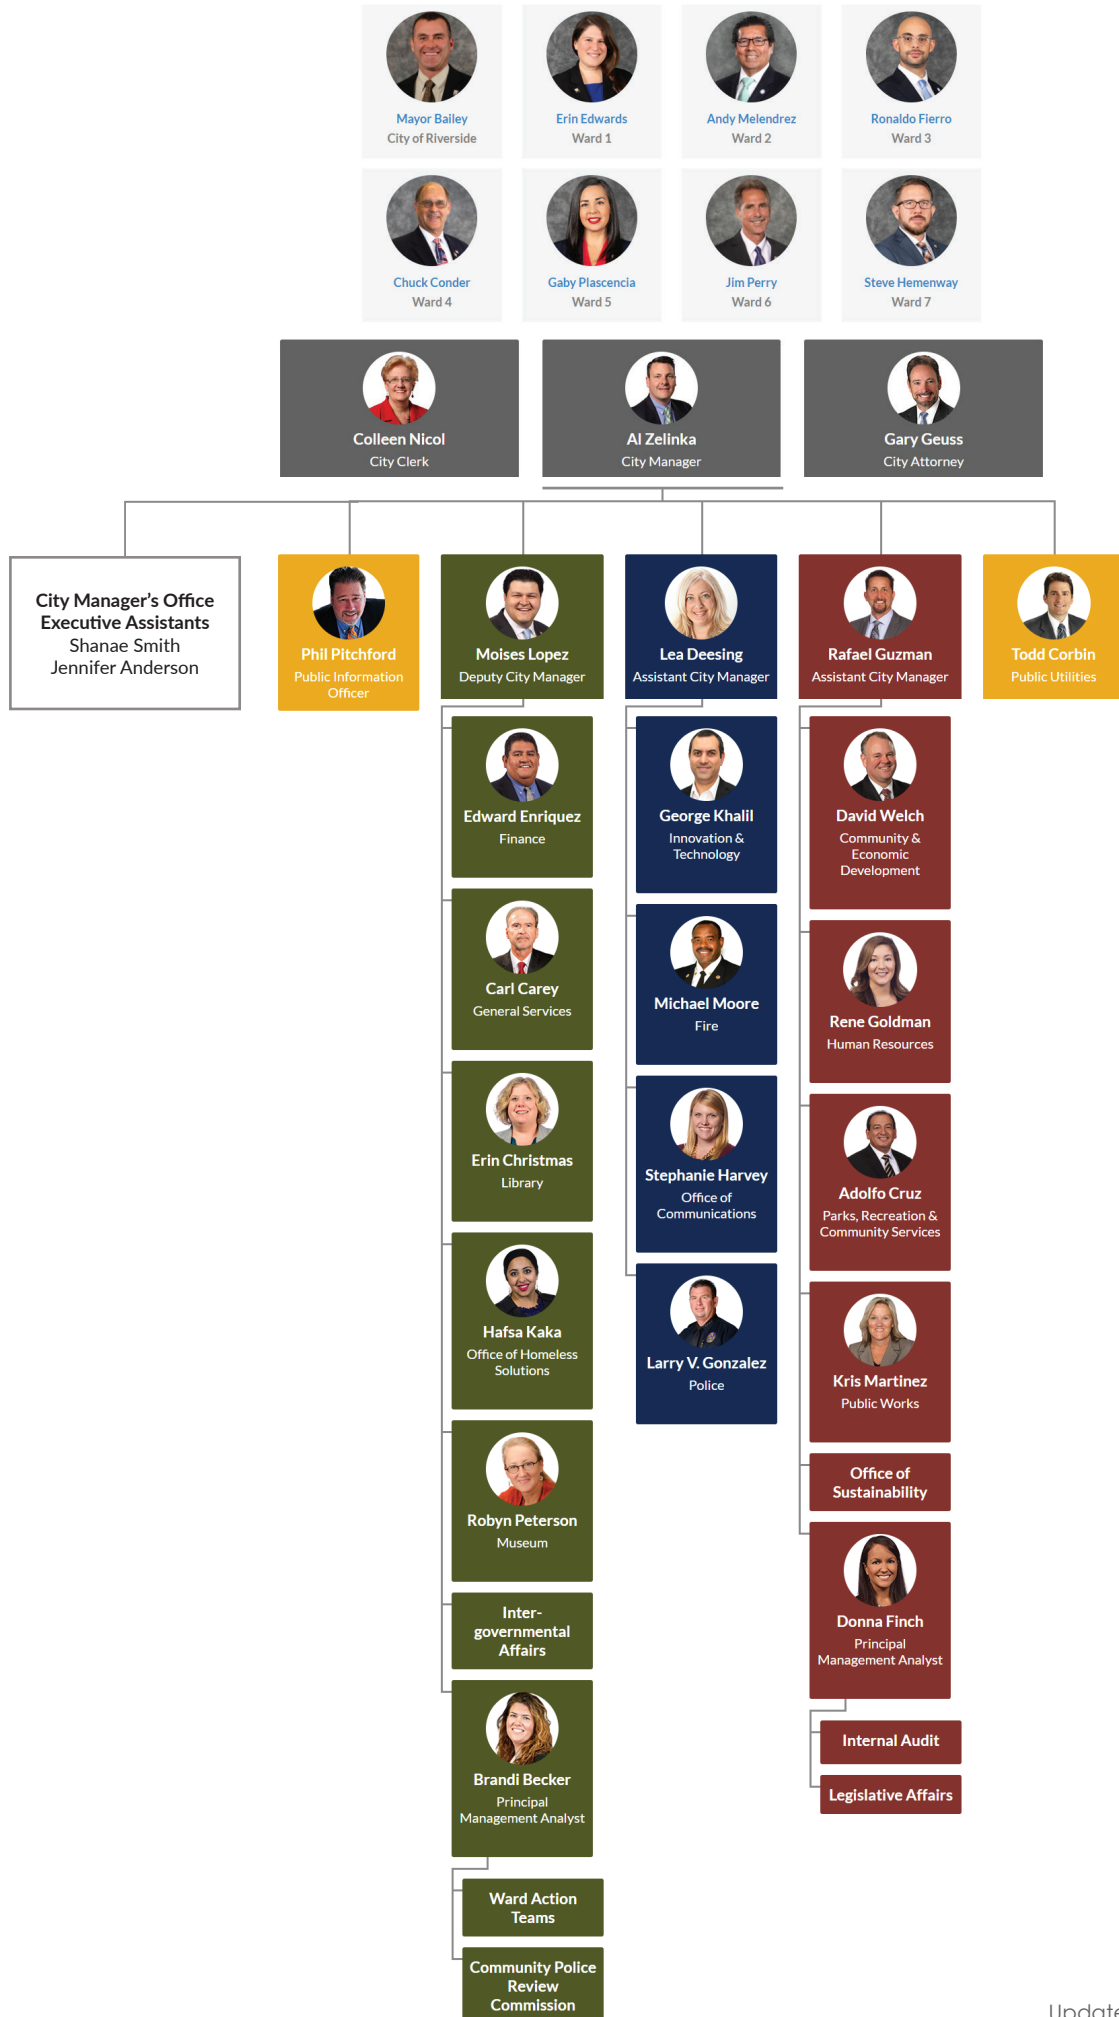 Mayor Bailey
City of Riverside
Erin Edwards
Ward 1
Andy Melendrez
Ward 2
Ronaldo Fierro
Ward 3
Chuck Conder
Ward 4
Gaby Plascencia
Ward 5
Jim Perry
Ward 6
Steve Hemenway
Ward 7
Colleen Nicol
City Clerk
Al Zelinka
City Manager
Gary Geuss
City Attorney
City Manager's Office
Executive Assistants
Shanae Smith
Jennifer Anderson
Phil Pitchford
Public Information
Officer
Moises Lopez
Deputy City Manager
Lea Deesing
Assistant City Manager
Rafael Guzman
Assistant City Manager
Todd Corbin
Public Utilities
Edward Enriquez
Finance
Carl Carey
General Services
Erin Christmas
Library
Hafsa Kaka
Office of Homeless
Solutions
Robyn Peterson
Museum
Inter-
governmental
Affairs
Brandi Becker
Principal
Management Analyst
Ward Action
Teams
Community Police
Review
Commission
George Khalil
Innovation &
Technology
Michael Moore
Fire
Stephanie Harvey
Office of
Communications
Larry V. Gonzalez
Police
David Welch
Community &
Economic
Development
Rene Goldman
Human Resources
Adolfo Cruz
Parks, Recreation &
Community Services
Kris Martinez
Public Works
Office of
Sustainability
Donna Finch
Principal
Management Analyst
Internal Audit
Legislative Affairs
Update